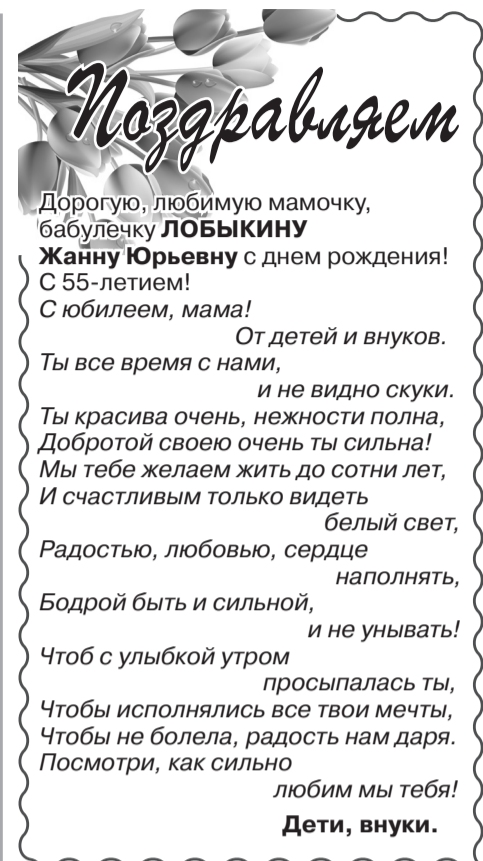 Поздравляем
Дорогую, любимую мамочку,
бабулечку ЛОБЫКИНУ
Жанну Юрьевну с днем рождения!
С 55-летием!
С юбилеем, мама!
От детей и внуков.
Ты все время с нами,
и не видно скуки.
Ты красива очень, нежности полна,
Добротой своею очень ты сильна!
Мы тебе желаем жить до сотни лет,
И счастливым только видеть
белый свет,
Радостью, любовью, сердце
наполнять,
Бодрой быть и сильной,
и не унывать!
Чтоб с улыбкой утром
просыпалась ты,
Чтобы исполнялись все твои мечты,
Чтобы не болела, радость нам даря.
Посмотри, как сильно
любим мы тебя!
Дети, внуки.